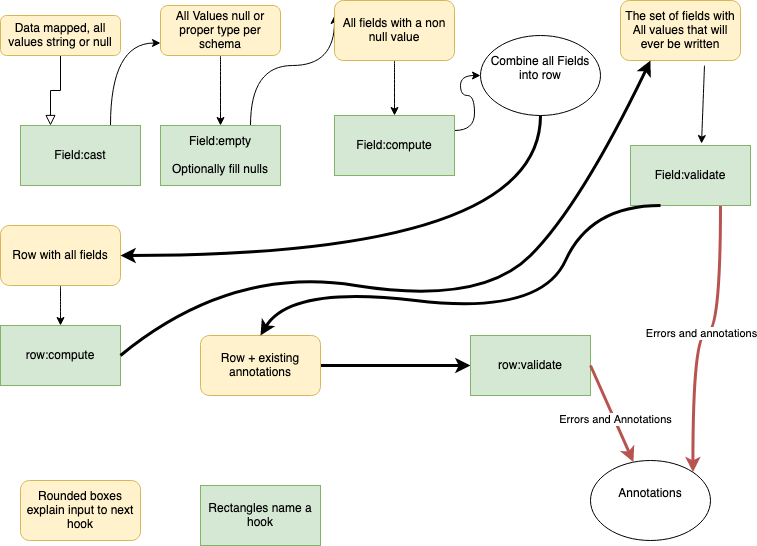 Data mapped, all
values string or null
All Values null or
proper type per
schema
All fields with a non
null value
Combine all Fields
into row
The set of fields with
All values that will
ever be written
Field:cast
Field:empty
Optionally fill nulls
Field:compute
Field:validate
Row with all fields
row:compute
Row + existing
annotations
row:validate
Errors and annotations
Errors and Annotations
Annotations
Rounded boxes
explain input to next
hook
Rectangles name a
hook